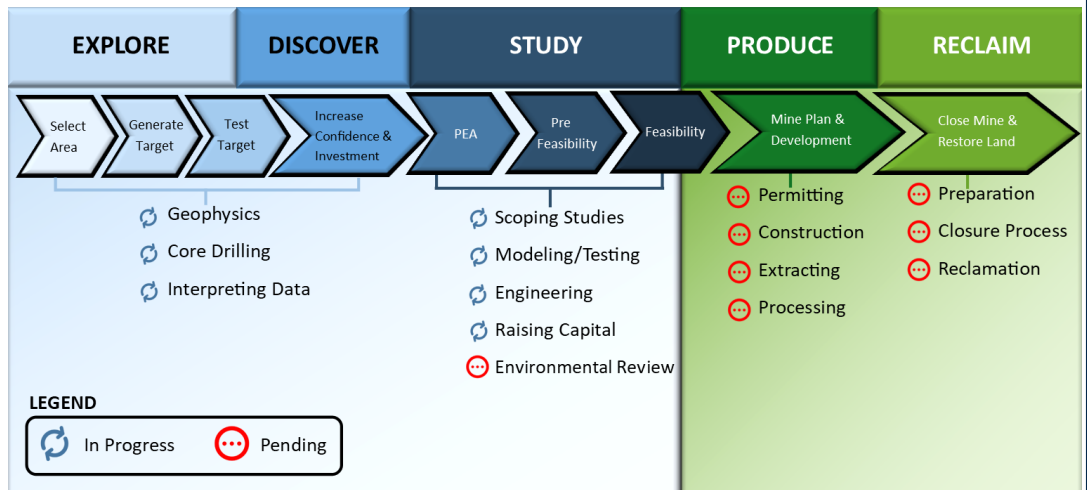 EXPLORE
DISCOVER
STUDY
PRODUCE
RECLAIM
Select
Area
Generate
Target
Test
Target
Increase
Confidence &
Investment
PEA
Pre
Feasibility
Feasibility
Mine Plan &
Development
Close Mine &
Restore Land
Geophysics
Core Drilling
Interpreting Data
Scoping Studies
Modeling/Testing
Engineering
Raising Capital
Environmental Review
Permitting
Construction
Extracting
Processing
Preparation
Closure Process
Reclamation
LEGEND
In Progress
Pending